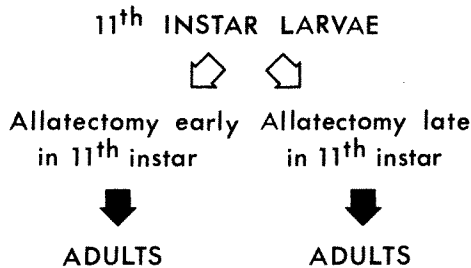 11th INSTAR LARVAE
Allatectomy early
in 11th instar
Allatectomy late
in 11th instar
ADULTS
ADULTS